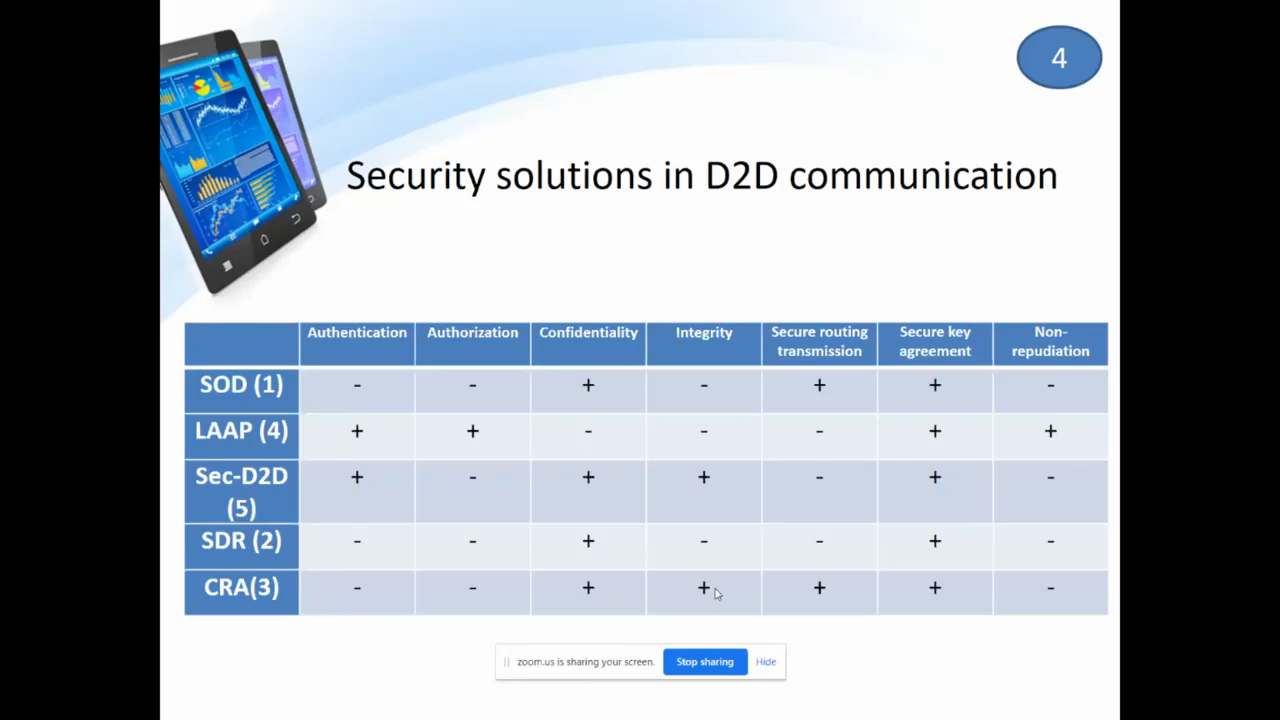 4
Security solutions in D2D communication
Authentication Authorization Confidentiality Integrity Secure routing transmission Secure key agreement Non-repudiation
SOD (1) - - + - + + -
LAAP (4) + + - - - + +
Sec-D2D (5) + - + + - + -
SDR (2) - - + - - + -
CRA(3) - - + + + + -
zoom.us is sharing your screen. Stop sharing Hide